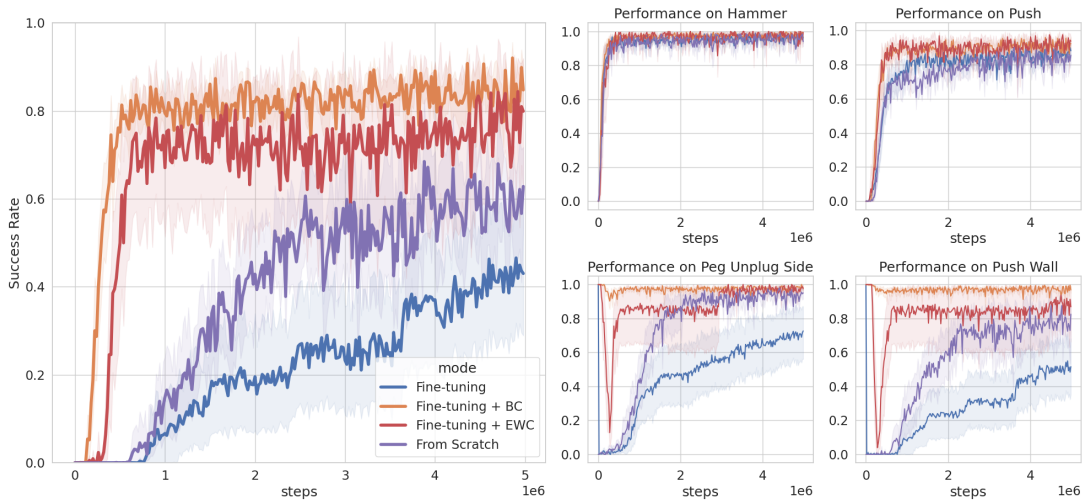 Success Rate
1.0
0.8
0.6
0.4
0.2
0.0
0
1
2
3
4
5
1e6
steps
mode
Fine-tuning
Fine-tuning + BC
Fine-tuning + EWC
From Scratch
Performance on Hammer
1.0
0.8
0.6
0.4
0.2
0.0
0
2
4
1e6
steps
Performance on Push
1.0
0.8
0.6
0.4
0.2
0.0
0
2
4
1e6
steps
Performance on Peg Unplug Side
1.0
0.8
0.6
0.4
0.2
0.0
0
2
4
1e6
steps
Performance on Push Wall
1.0
0.8
0.6
0.4
0.2
0.0
0
2
4
1e6
steps